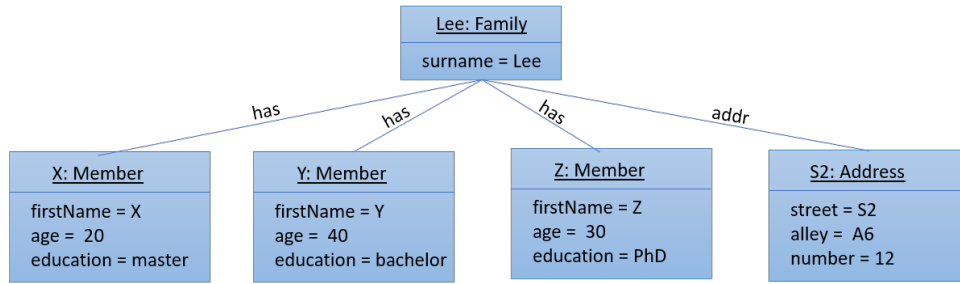 Lee: Family
surname = Lee
has
has
has
addr
X: Member
firstName = X
age =  20
education = master
Y: Member
firstName = Y
age =  40
education = bachelor
Z: Member
firstName = Z
age =  30
education = PhD
S2: Address
street = S2
alley =  A6
number = 12